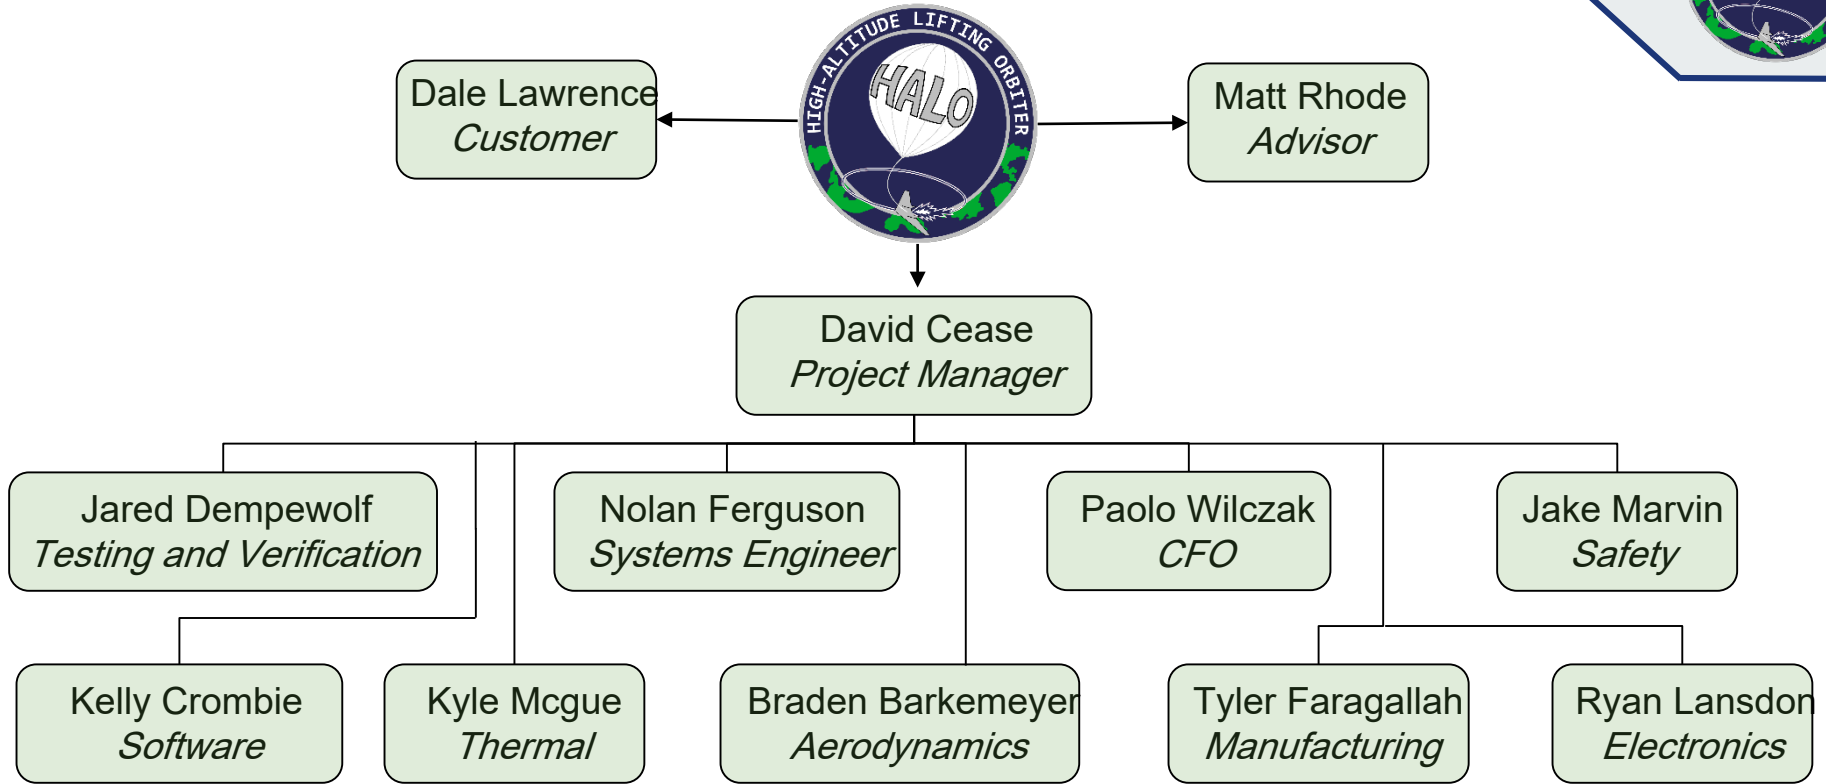 HIGH-ALTITUDE LIFTING ORBITER
HALO
Dale Lawrence
Customer
Matt Rhode
Advisor
David Cease
Project Manager
Jared Dempewolf
Testing and Verification
Nolan Ferguson
Systems Engineer
Paolo Wilczak
CFO
Jake Marvin
Safety
Kelly Crombie
Software
Kyle Mcgue
Thermal
Braden Barkemeyer
Aerodynamics
Tyler Faragallah
Manufacturing
Ryan Lansdon
Electronics